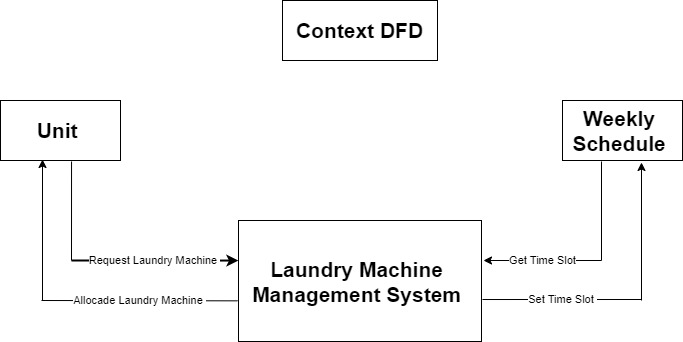 Context DFD
Unit
Weekly
Schedule
Request Laundry Machine
Get Time Slot
Laundry Machine
Management System
Allocade Laundry Machine
Set Time Slot